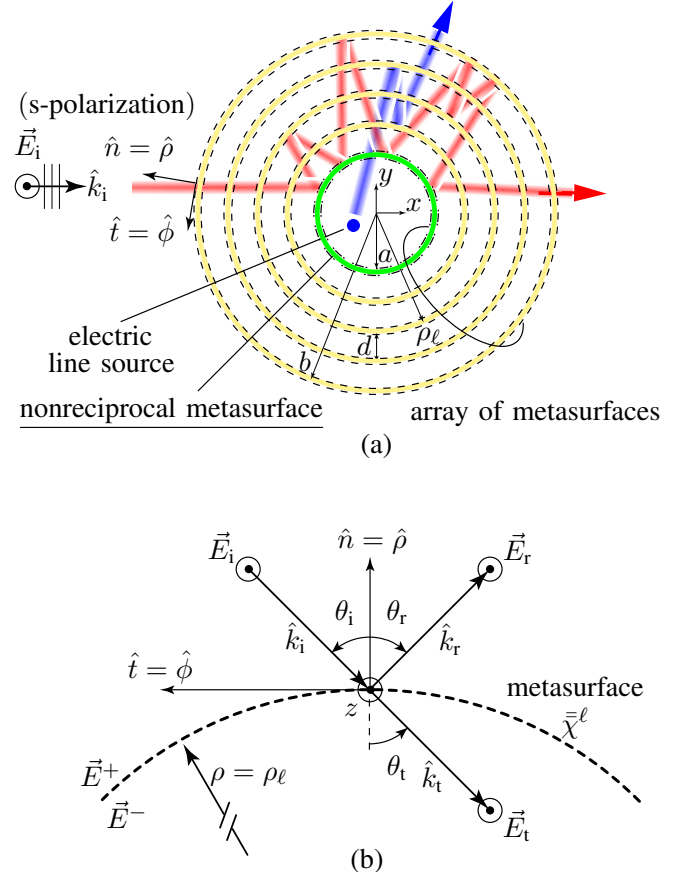 (s-polarization)
E⃗i
n̂ = ρ̂
k̂i
t̂ = φ̂
y
x
a
ρℓ
d
b
electric
line source
nonreciprocal metasurface
array of metasurfaces
(a)
E⃗i
n̂ = ρ̂
E⃗r
θi
θr
k̂i
k̂r
t̂ = φ̂
z
metasurface
χ̿ℓ
θt
k̂t
E⃗+
E⃗−
ρ = ρℓ
E⃗t
(b)